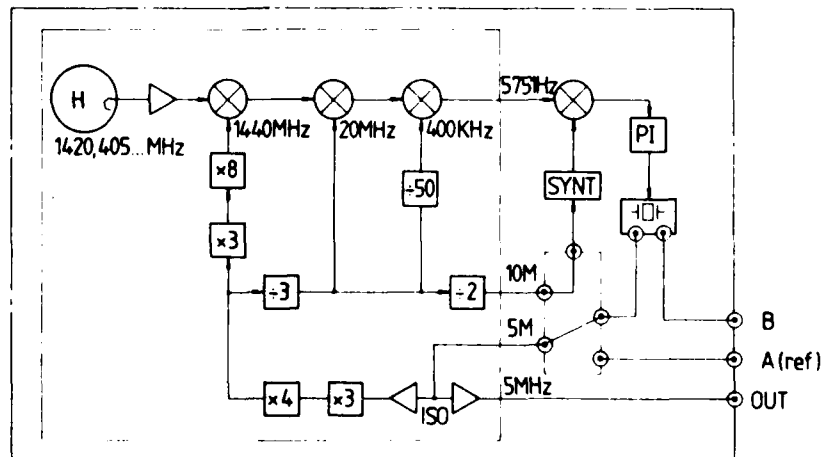 H
1420,405...MHz
1440MHz
20MHz
400KHz
5751Hz
PI
×8
÷50
SYNT
×3
÷3
÷2
10M
5M
B
A(ref)
×4
×3
ISO
5MHz
OUT